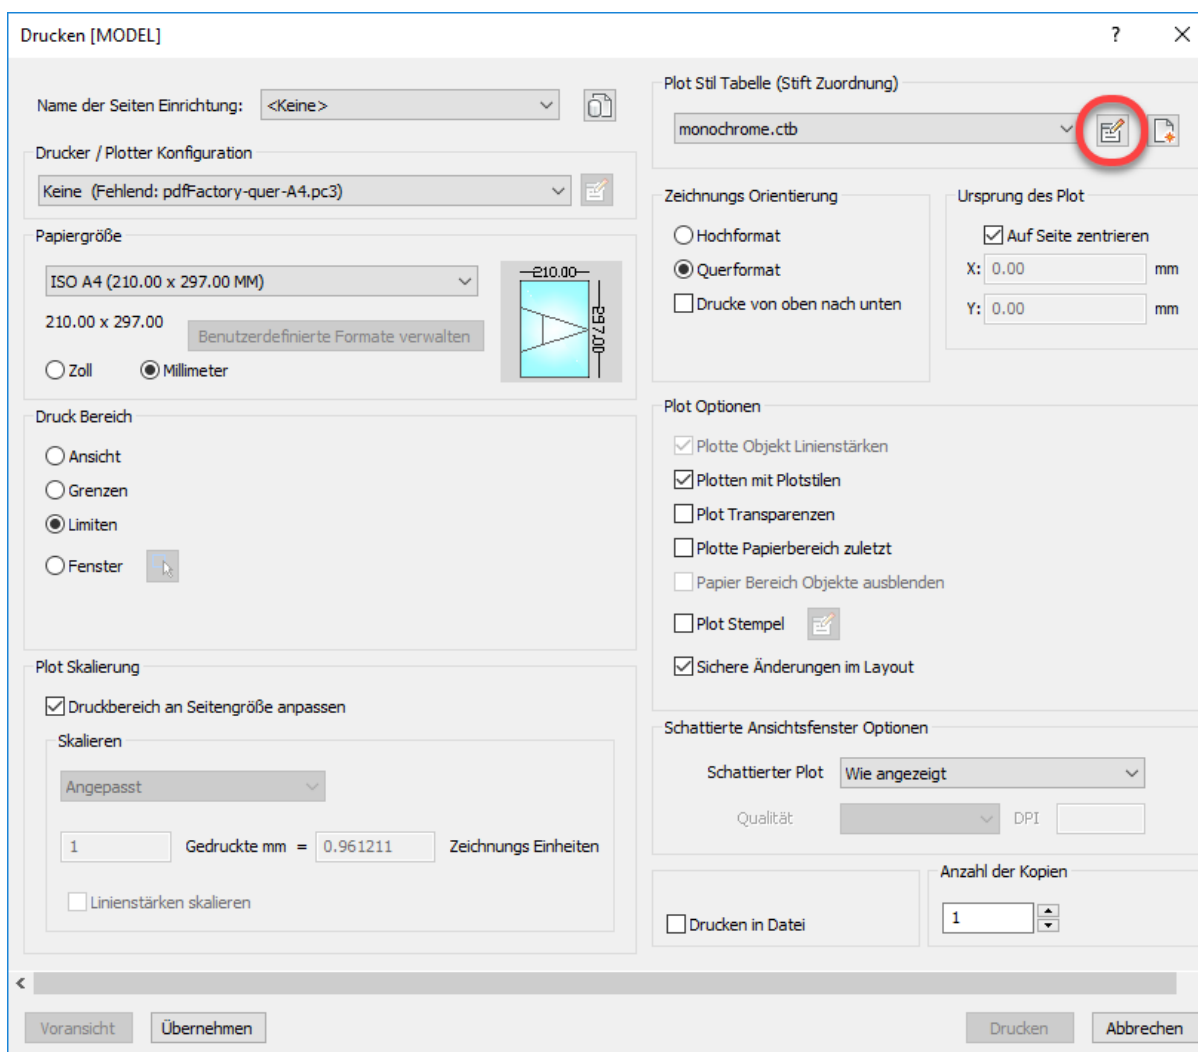 Drucken [MODEL]
?
Name der Seiten Einrichtung:
<Keine>
Drucker / Plotter Konfiguration
Keine (Fehlend: pdfFactory-quer-A4.pc3)
Papiergröße
ISO A4 (210.00 x 297.00 MM)
210.00 x 297.00
Benutzerdefinierte Formate verwalten
Zoll
Millimeter
210.00
297.00
Druck Bereich
Ansicht
Grenzen
Limiten
Fenster
Plot Skalierung
Druckbereich an Seitengröße anpassen
Skalieren
Angepasst
1 Gedruckte mm = 0.961211 Zeichnungs Einheiten
Linienstärken skalieren
Plot Stil Tabelle (Stift Zuordnung)
monochrome.ctb
Zeichnungs Orientierung
Hochformat
Querformat
Drucke von oben nach unten
Ursprung des Plot
Auf Seite zentrieren
X: 0.00 mm
Y: 0.00 mm
Plot Optionen
Plotte Objekt Linienstärken
Plotten mit Plotstilen
Plot Transparenzen
Plotte Papierbereich zuletzt
Papier Bereich Objekte ausblenden
Plot Stempel
Sichere Änderungen im Layout
Schattierte Ansichtsfenster Optionen
Schattierter Plot Wie angezeigt
Qualität DPI
Drucken in Datei
Anzahl der Kopien
1
Voransicht Übernehmen Drucken Abbrechen